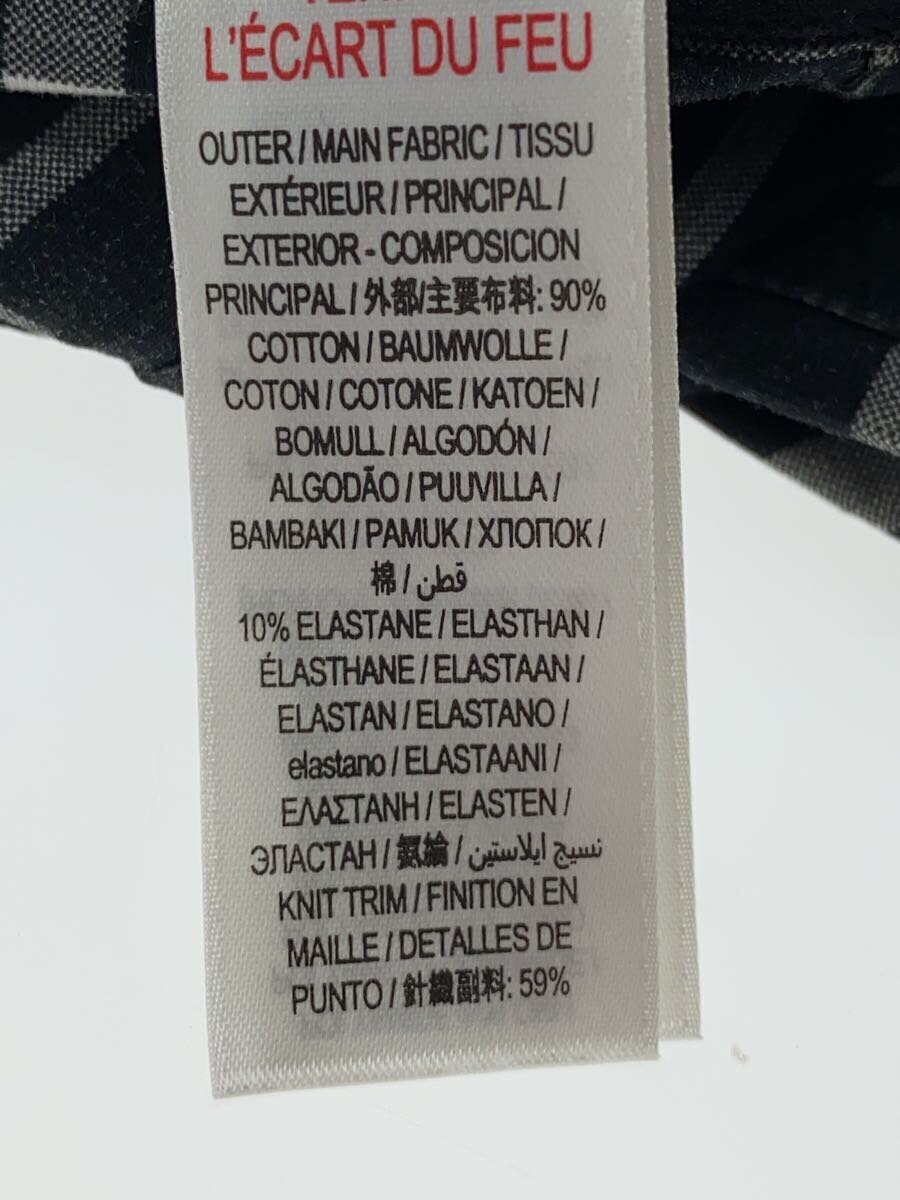 L'ÉCART DU FEU
OUTER / MAIN FABRIC / TISSU
EXTÉRIEUR / PRINCIPAL /
EXTERIOR - COMPOSICION
PRINCIPAL / 外部/主要布料: 90%
COTTON / BAUMWOLLE /
COTON / COTONE / KATOEN /
BOMULL / ALGODÓN /
ALGODÃO / PUUVILLA /
BAMBAKI / PAMUK / ХЛОПОК /
棉 / قطن
10% ELASTANE / ELASTHAN /
ÉLASTHANE / ELASTAAN /
ELASTAN / ELASTANO /
elastano / ELASTAANI /
ΕΛΑΣΤΑΝΗ / ELASTEN /
ЭЛАСТАН / 氨綸 / نسيج ايلاستين
KNIT TRIM / FINITION EN
MAILLE / DETALLES DE
PUNTO / 針織副料: 59%